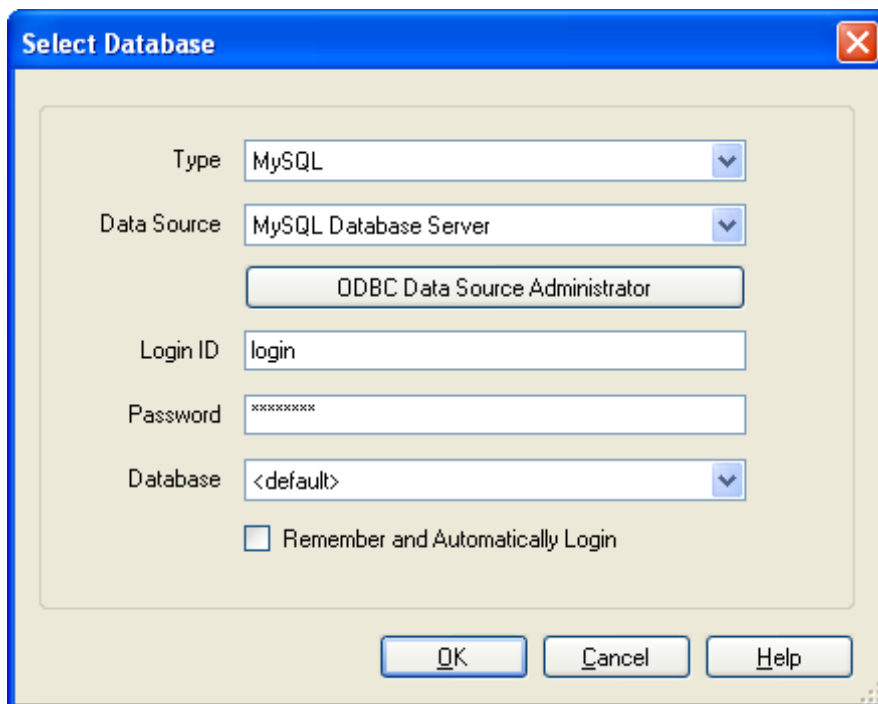 Select Database
Type MySQL
Data Source MySQL Database Server
ODBC Data Source Administrator
Login ID login
Password ********
Database <default>
Remember and Automatically Login
OK Cancel Help